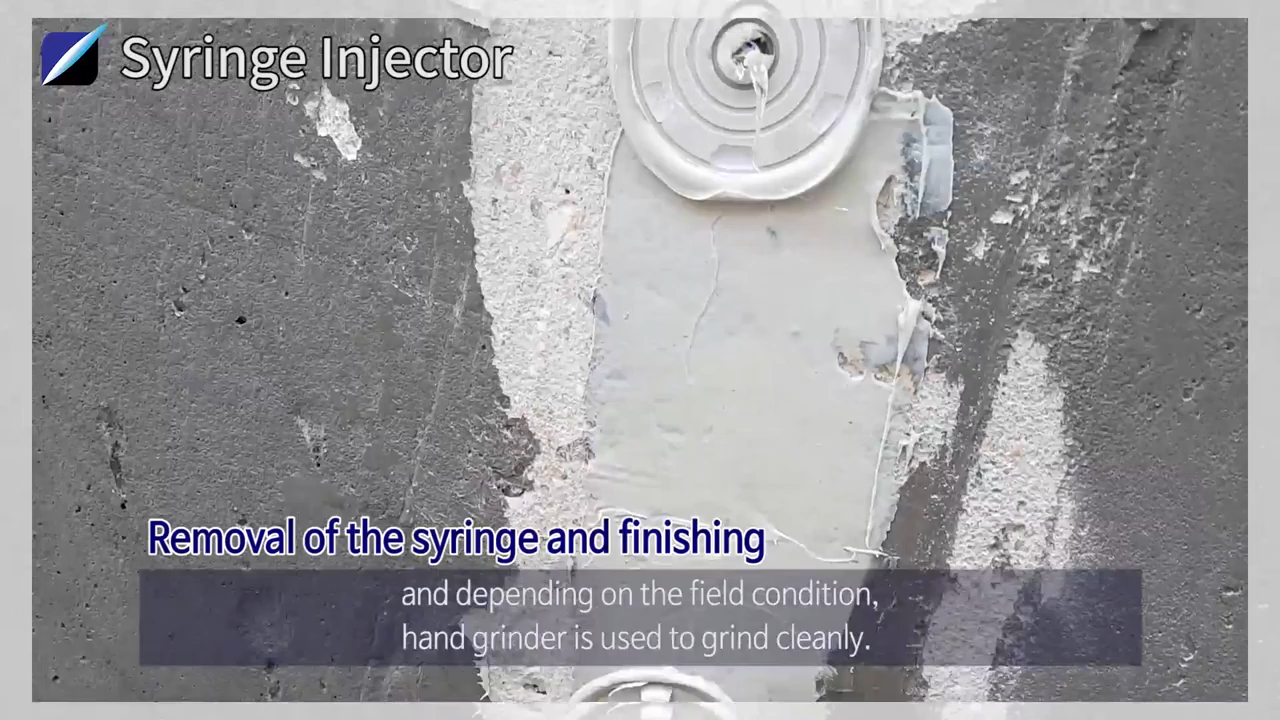 Syringe Injector
Removal of the syringe and finishing
and depending on the field condition,
hand grinder is used to grind cleanly.